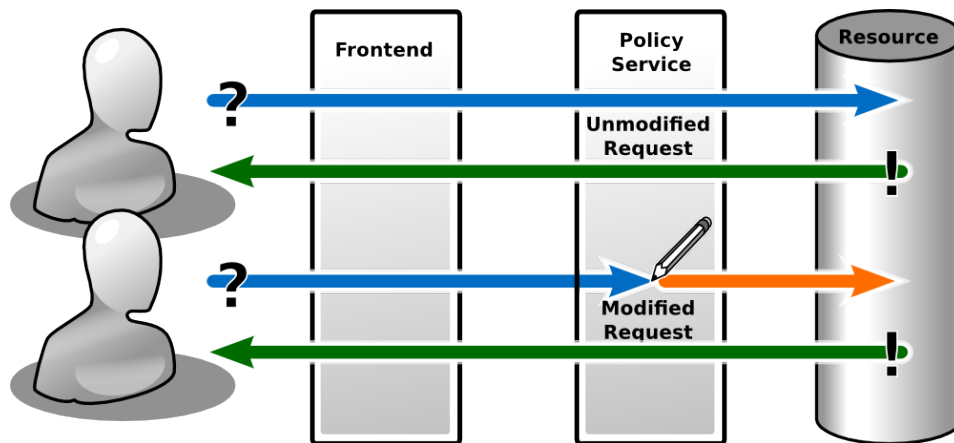 Frontend
Policy
Service
Resource
?
Unmodified
Request
!
?
Modified
Request
!